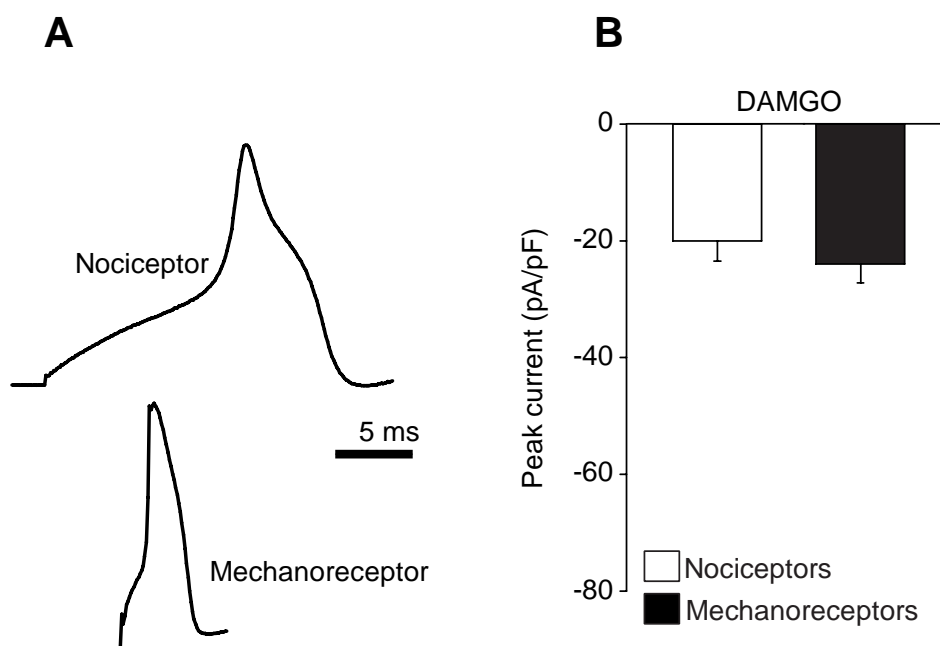 A
Nociceptor
5 ms
Mechanoreceptor
B
DAMGO
Peak current (pA/pF)
0
-20
-40
-60
-80
Nociceptors
Mechanoreceptors